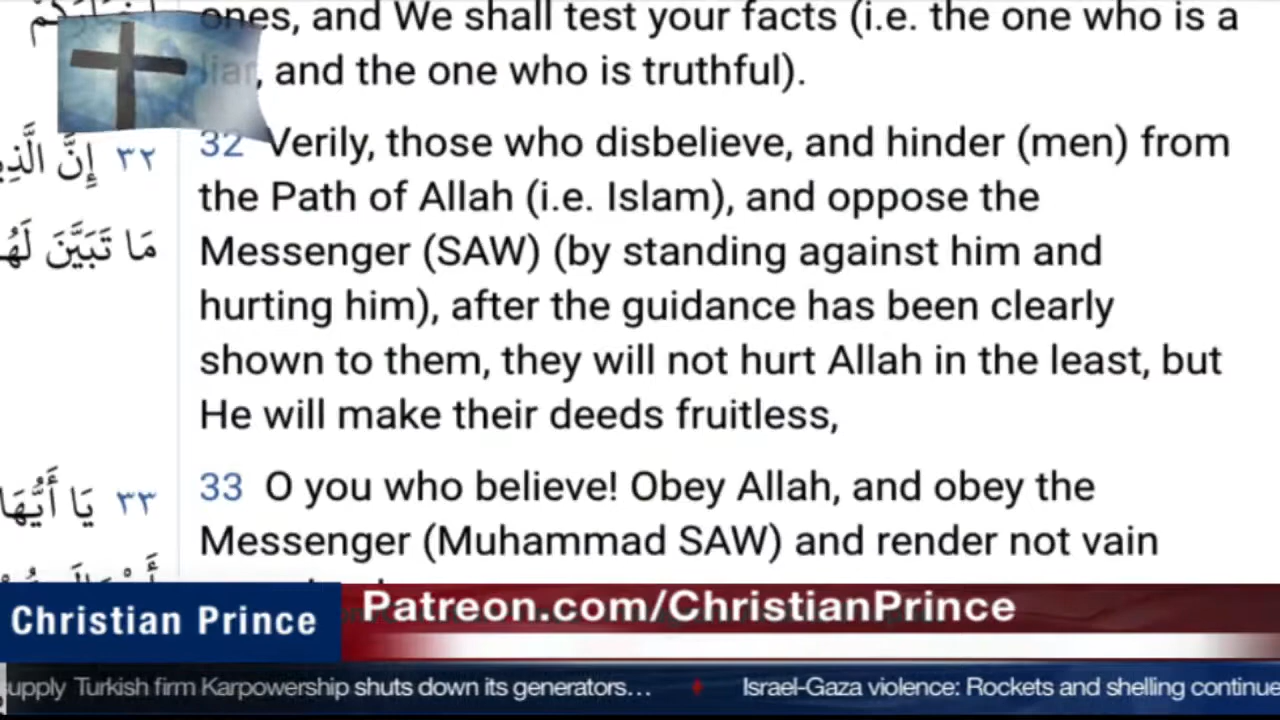 ones, and We shall test your facts (i.e. the one who is a
liar, and the one who is truthful).
32 Verily, those who disbelieve, and hinder (men) from
the Path of Allah (i.e. Islam), and oppose the
Messenger (SAW) (by standing against him and
hurting him), after the guidance has been clearly
shown to them, they will not hurt Allah in the least, but
He will make their deeds fruitless,
٣٢ إِنَّ
مَا تَبَيَّنَ
33 O you who believe! Obey Allah, and obey the
Messenger (Muhammad SAW) and render not vain
٣٣ يَا أَيُّهَا
Christian Prince
Patreon.com/ChristianPrince
Turkish firm Karpowership shuts down its generators... Israel-Gaza violence: Rockets and shelling continue